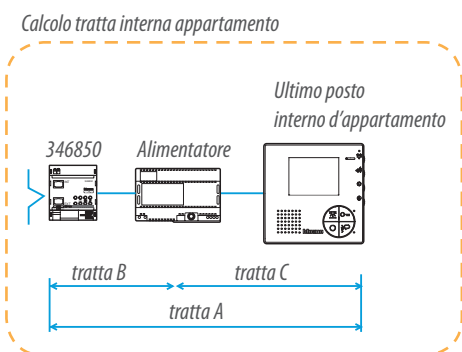 Calcolo tratta interna appartamento
Ultimo posto
interno d'appartamento
346850
Alimentatore
tratta B
tratta C
tratta A